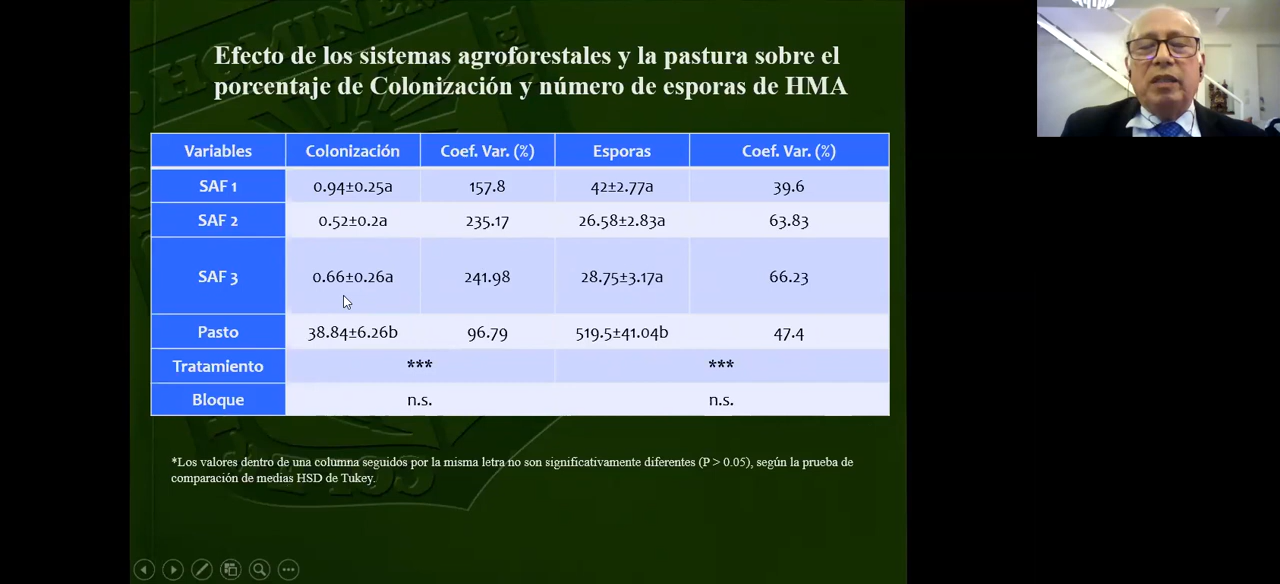 Efecto de los sistemas agroforestales y la pastura sobre el
porcentaje de Colonización y número de esporas de HMA
Variables Colonización Coef. Var. (%) Esporas Coef. Var. (%)
SAF 1 0.94±0.25a 157.8 42±2.77a 39.6
SAF 2 0.52±0.2a 235.17 26.58±2.83a 63.83
SAF 3 0.66±0.26a 241.98 28.75±3.17a 66.23
Pasto 38.84±6.26b 96.79 519.5±41.04b 47.4
Tratamiento *** ***
Bloque n.s. n.s.
*Los valores dentro de una columna seguidos por la misma letra no son significativamente diferentes (P > 0.05), según la prueba de
comparación de medias HSD de Tukey.